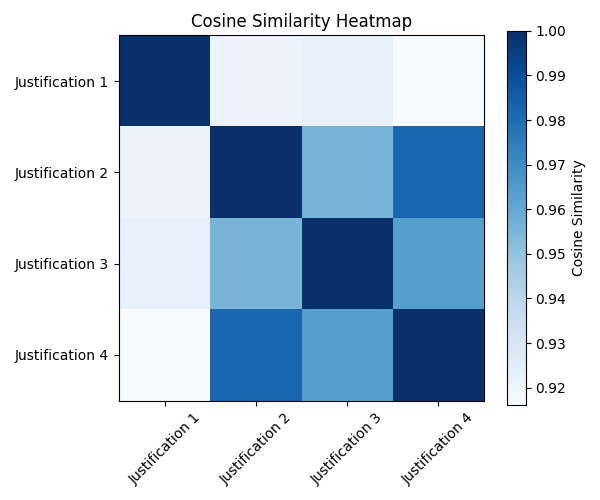 Cosine Similarity Heatmap
Justification 1
Justification 2
Justification 3
Justification 4
Justification 1
Justification 2
Justification 3
Justification 4
1.00
0.99
0.98
0.97
0.96
0.95
0.94
0.93
0.92
Cosine Similarity